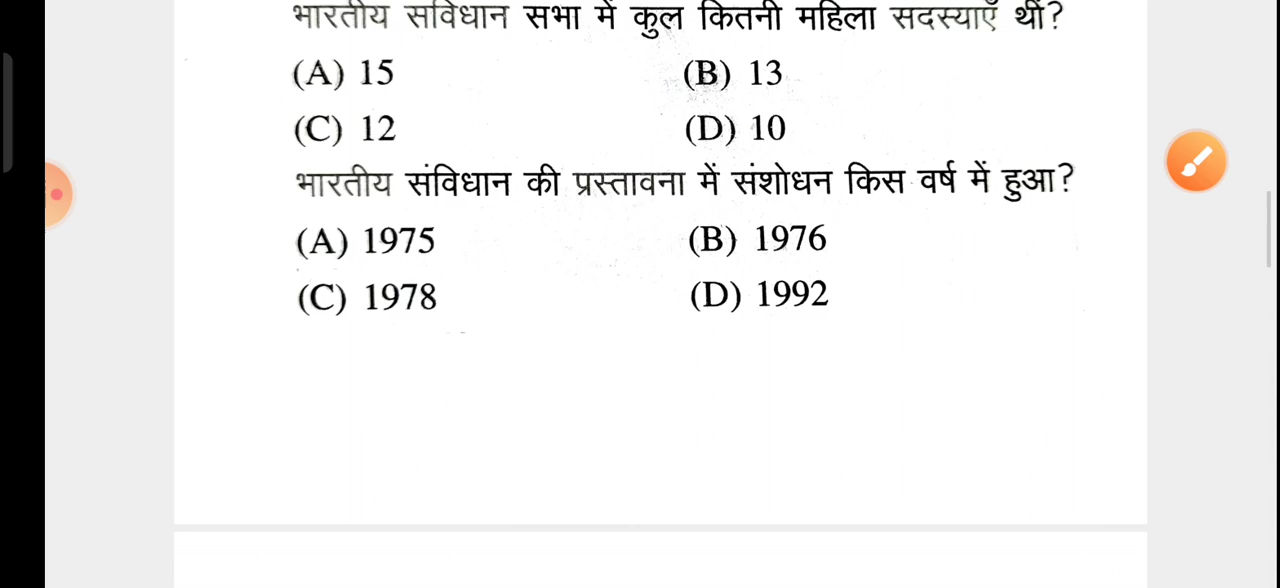 भारतीय संविधान सभा में कुल कितनी महिला सदस्याएँ थीं?
(A) 15 (B) 13
(C) 12 (D) 10
भारतीय संविधान की प्रस्तावना में संशोधन किस वर्ष में हुआ?
(A) 1975 (B) 1976
(C) 1978 (D) 1992